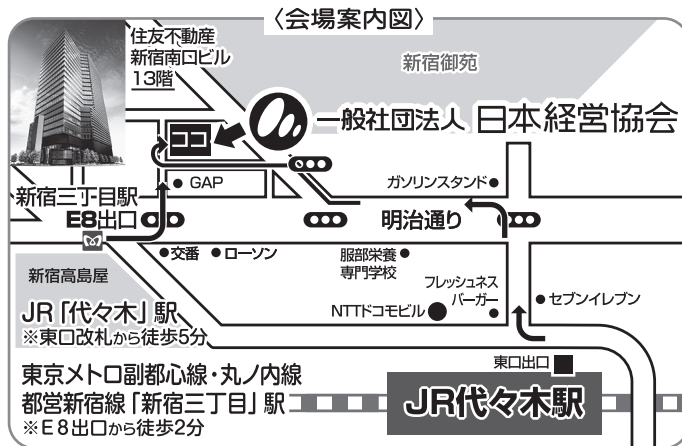 〈会場案内図〉
住友不動産
新宿南口ビル
13階
新宿御苑
一般社団法人 日本経営協会
ココ
GAP
ガソリンスタンド
新宿三丁目駅
E8出口
明治通り
交番
ローソン
服部栄養
専門学校
新宿高島屋
フレッシュネス
バーガー
NTTドコモビル
セブンイレブン
JR「代々木」駅
※東口改札から徒歩5分
東口出口
東京メトロ副都心線・丸ノ内線
都営新宿線「新宿三丁目」駅
※E8出口から徒歩2分
JR代々木駅